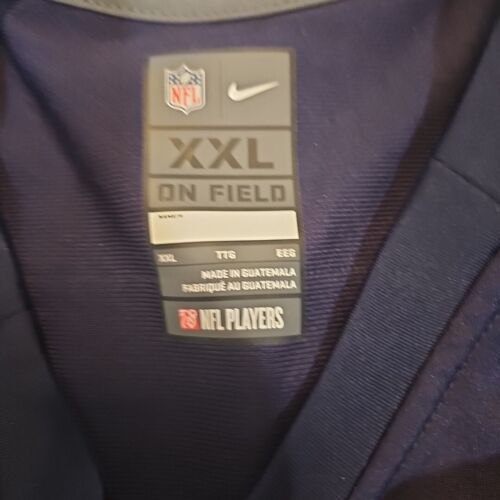 NFL
XXL
ON FIELD
XXL TTG EEG
MADE IN GUATEMALA
FABRIQUÉ AU GUATEMALA
NFL PLAYERS